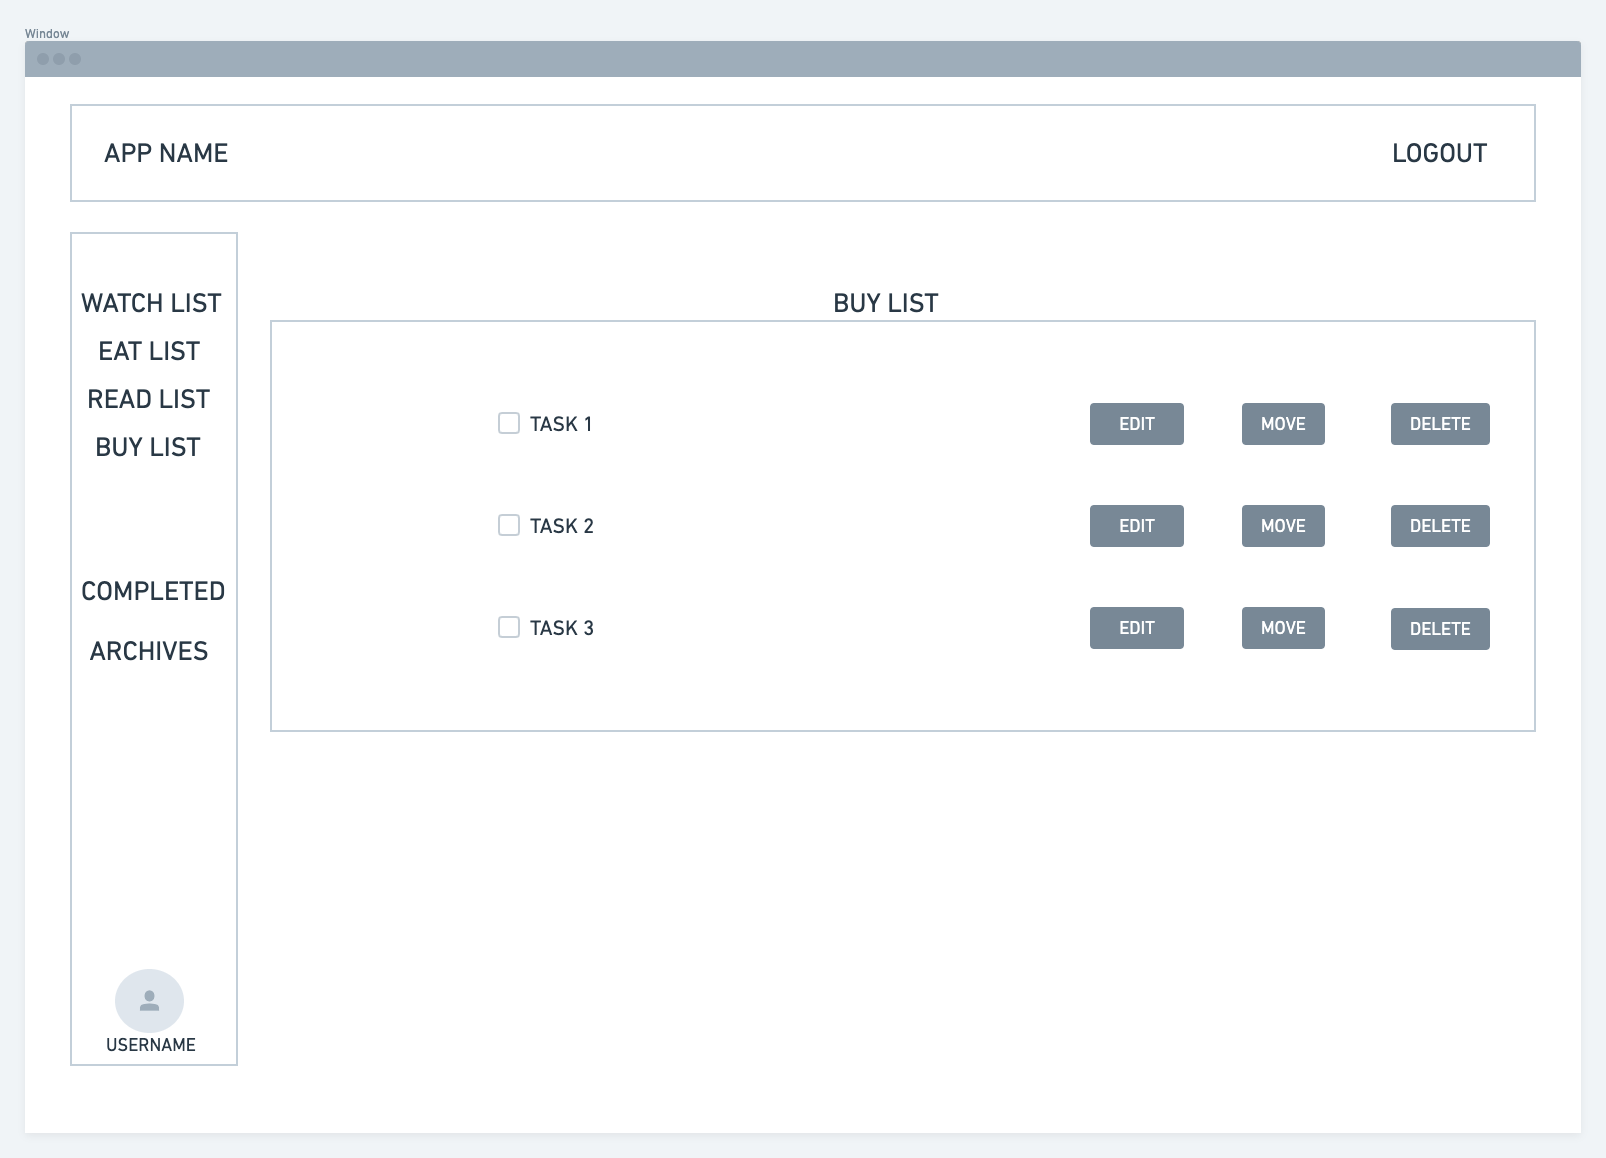 Window
APP NAME
LOGOUT
WATCH LIST
EAT LIST
READ LIST
BUY LIST
COMPLETED
ARCHIVES
USERNAME
BUY LIST
TASK 1 EDIT MOVE DELETE
TASK 2 EDIT MOVE DELETE
TASK 3 EDIT MOVE DELETE